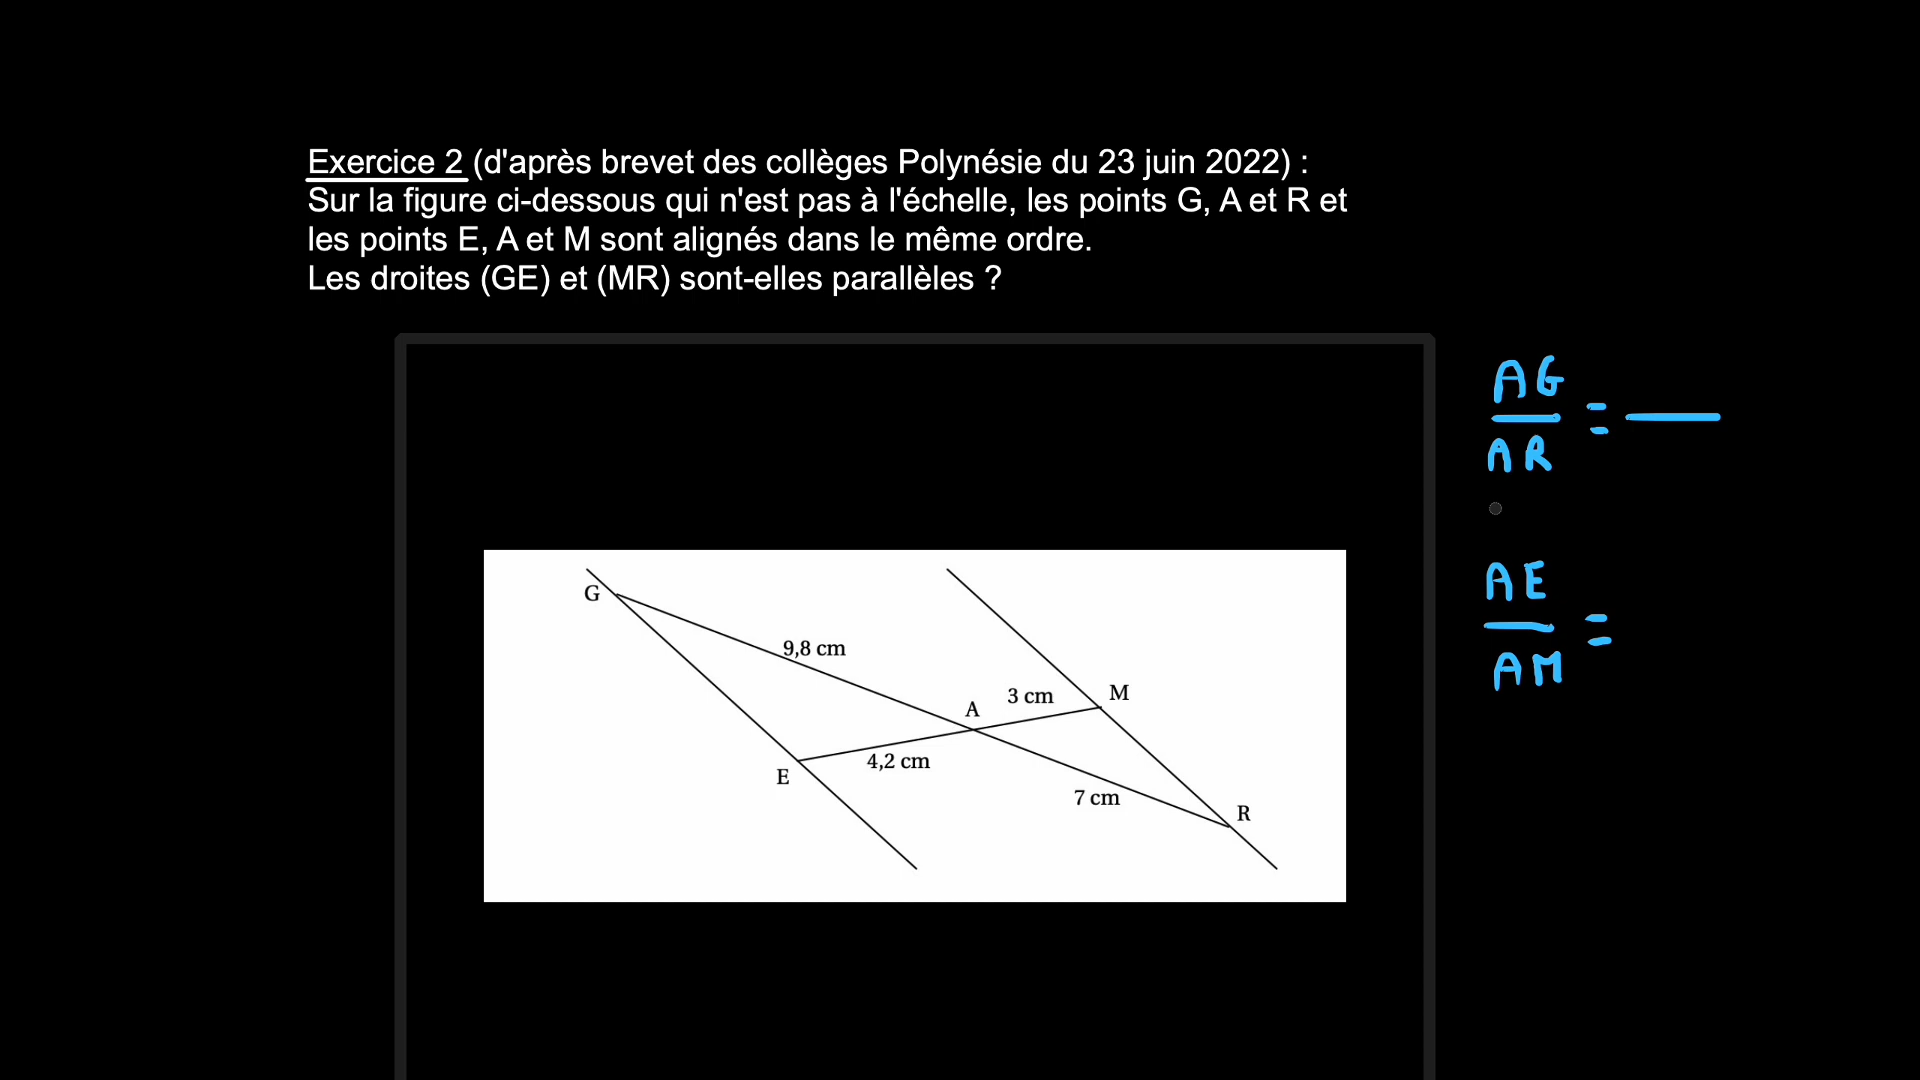 Exercice 2 (d'après brevet des collèges Polynésie du 23 juin 2022) :
Sur la figure ci-dessous qui n'est pas à l'échelle, les points G, A et R et
les points E, A et M sont alignés dans le même ordre.
Les droites (GE) et (MR) sont-elles parallèles ?
AG
=
AR
AE
=
AM
G
9,8 cm
3 cm
M
A
4,2 cm
E
7 cm
R